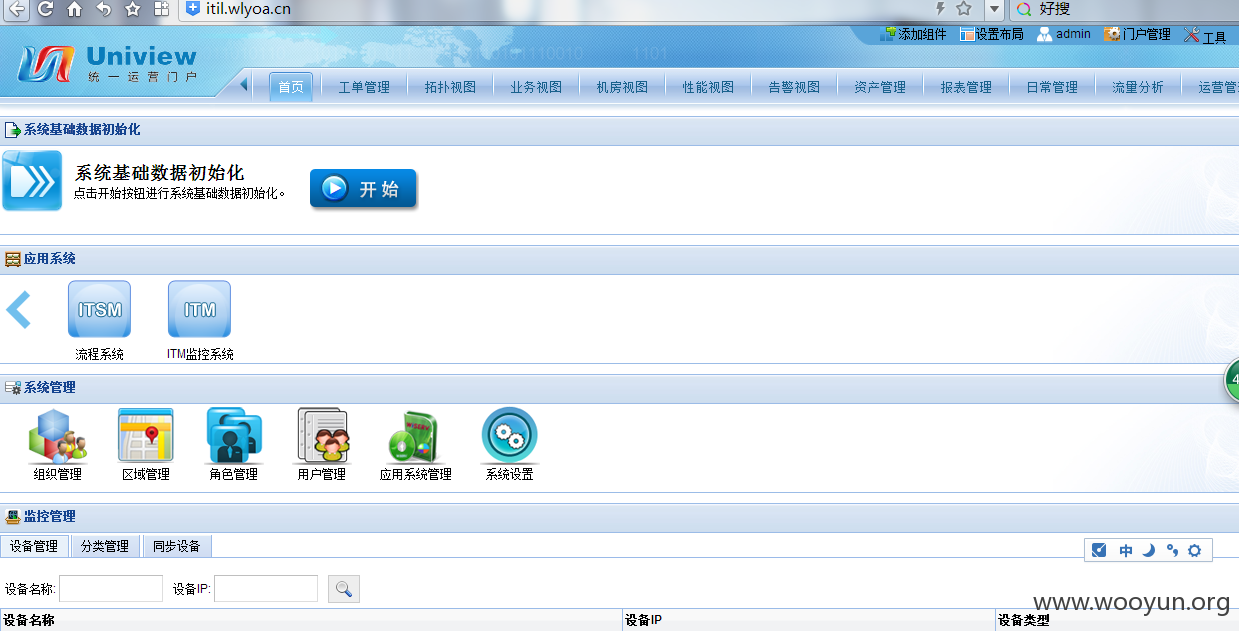 itil.wlyoa.cn
好搜
添加组件 设置布局 admin 门户管理 工具
Uniview
统一运营门户
首页 工单管理 拓扑视图 业务视图 机房视图 性能视图 告警视图 资产管理 报表管理 日常管理 流量分析 运营管
系统基础数据初始化
系统基础数据初始化
点击开始按钮进行系统基础数据初始化。
开始
应用系统
ITSM ITM
流程系统 ITM监控系统
系统管理
组织管理 区域管理 角色管理 用户管理 应用系统管理 系统设置
监控管理
设备管理 分类管理 同步设备
中
设备名称: 设备IP:
www.wooyun.org
设备名称 设备IP 设备类型